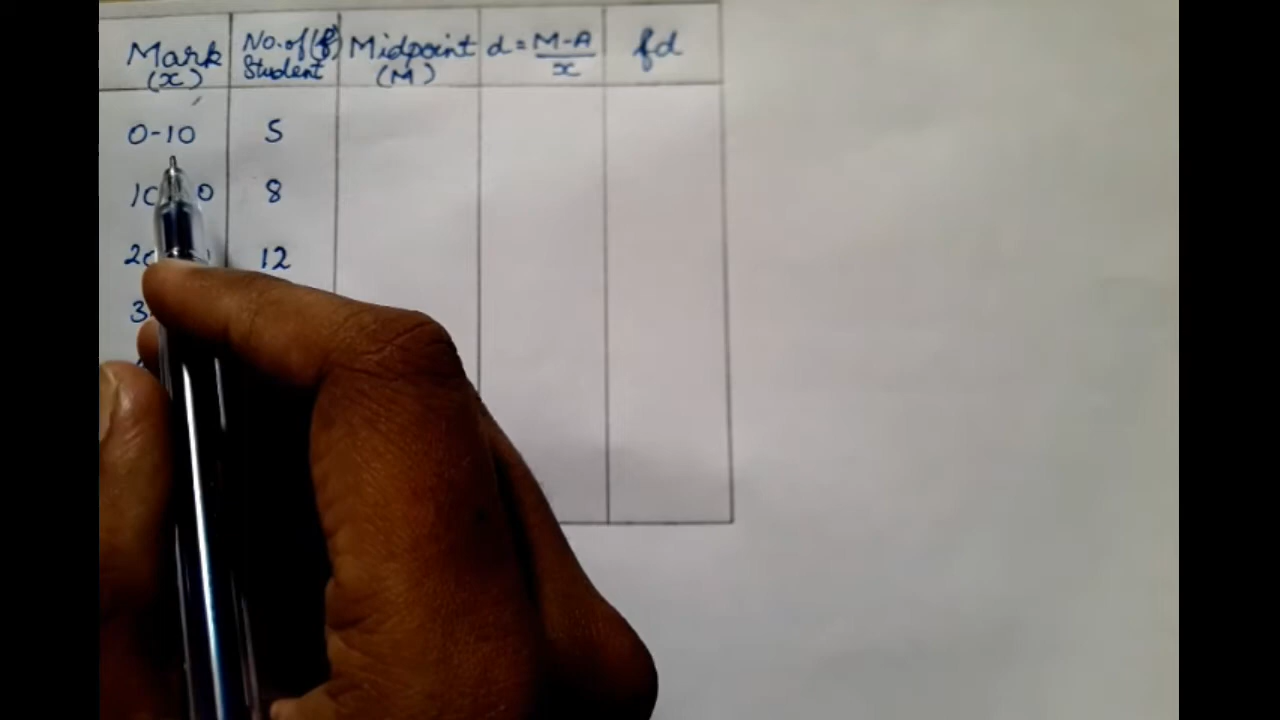 Mark (x) No. of (f) Student Midpoint (M) d = M-A/x fd
0-10 5
8
12